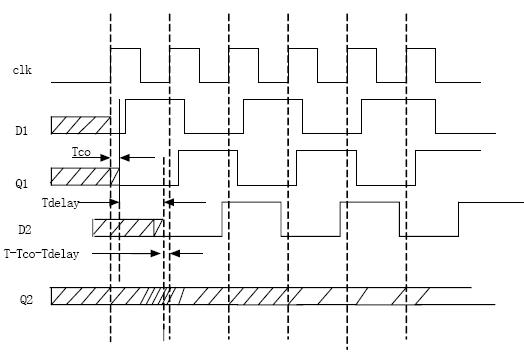 clk
D1
Tco
Q1
Tdelay
D2
T-Tco-Tdelay
Q2